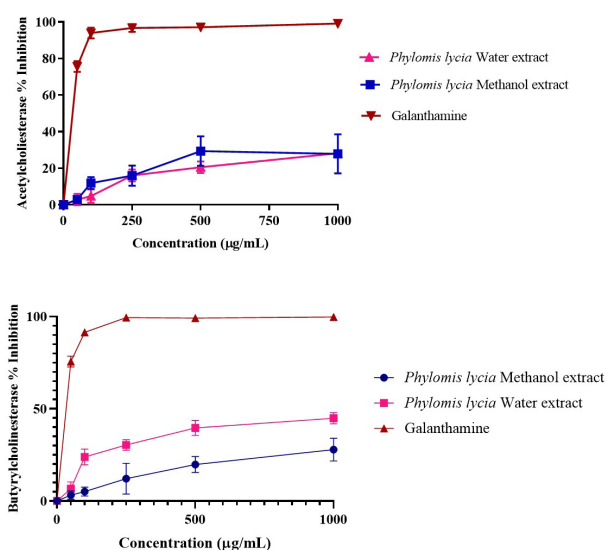 Acetylcholiesterase % Inhibition
100
80
60
40
20
0
0 250 500 750 1000
Concentration (μg/mL)
Phylomis lycia Water extract
Phylomis lycia Methanol extract
Galanthamine
Butyrylcholinesterase % Inhibition
100
50
0
0 500 1000
Concentration (μg/mL)
Phylomis lycia Methanol extract
Phylomis lycia Water extract
Galanthamine